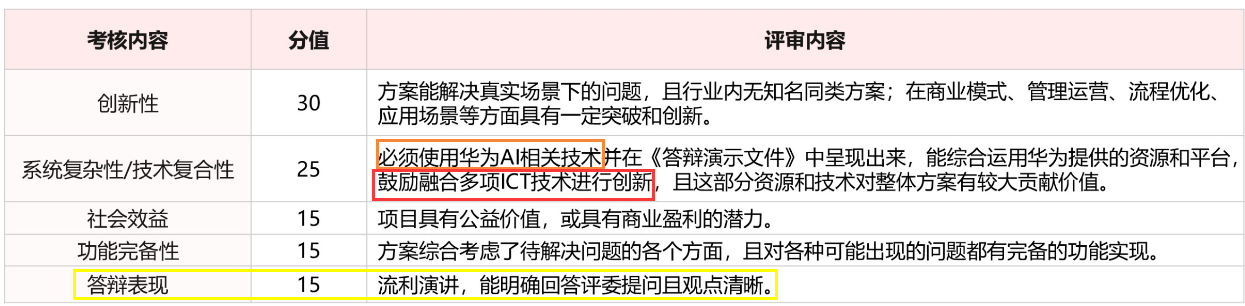 考核内容 分值 评审内容
创新性 30 方案能解决真实场景下的问题，且行业内无知名同类方案；在商业模式、管理运营、流程优化、
应用场景等方面具有一定突破和创新。
系统复杂性/技术复合性 25 必须使用华为AI相关技术并在《答辩演示文件》中呈现出来，能综合运用华为提供的资源和平台，
鼓励融合多项ICT技术进行创新，且这部分资源和技术对整体方案有较大贡献价值。
社会效益 15 项目具有公益价值，或具有商业盈利的潜力。
功能完备性 15 方案综合考虑了待解决问题的各个方面，且对各种可能出现的问题都有完备的功能实现。
答辩表现 15 流利演讲，能明确回答评委提问且观点清晰。